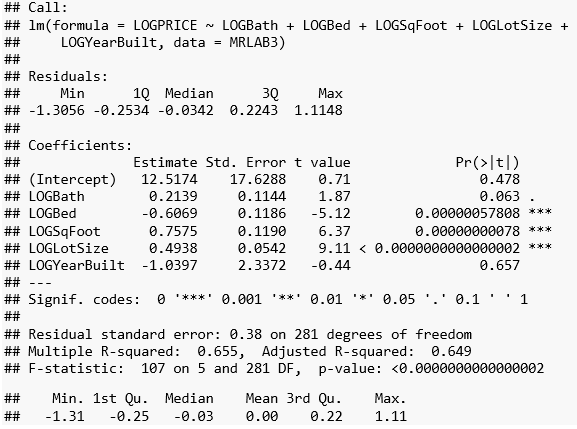 ## Call:
## lm(formula = LOGPRICE ~ LOGBath + LOGBed + LOGSqFoot + LOGLotSize +
##     LOGYearBuilt, data = MRLAB3)
##
## Residuals:
##     Min      1Q  Median      3Q     Max
## -1.3056 -0.2534 -0.0342  0.2243  1.1148
##
## Coefficients:
##              Estimate Std. Error t value             Pr(>|t|)
## (Intercept)   12.5174    17.6288    0.71                0.478
## LOGBath        0.2139     0.1144    1.87                0.063 .
## LOGBed        -0.6069     0.1186   -5.12        0.00000057808 ***
## LOGSqFoot      0.7575     0.1190    6.37        0.00000000078 ***
## LOGLotSize     0.4938     0.0542    9.11 < 0.0000000000000002 ***
## LOGYearBuilt  -1.0397     2.3372   -0.44                0.657
## ---
## Signif. codes:  0 '***' 0.001 '**' 0.01 '*' 0.05 '.' 0.1 ' ' 1
##
## Residual standard error: 0.38 on 281 degrees of freedom
## Multiple R-squared:  0.655,  Adjusted R-squared:  0.649
## F-statistic:  107 on 5 and 281 DF,  p-value: <0.0000000000000002
##    Min. 1st Qu.  Median    Mean 3rd Qu.    Max.
##   -1.31   -0.25   -0.03    0.00    0.22    1.11